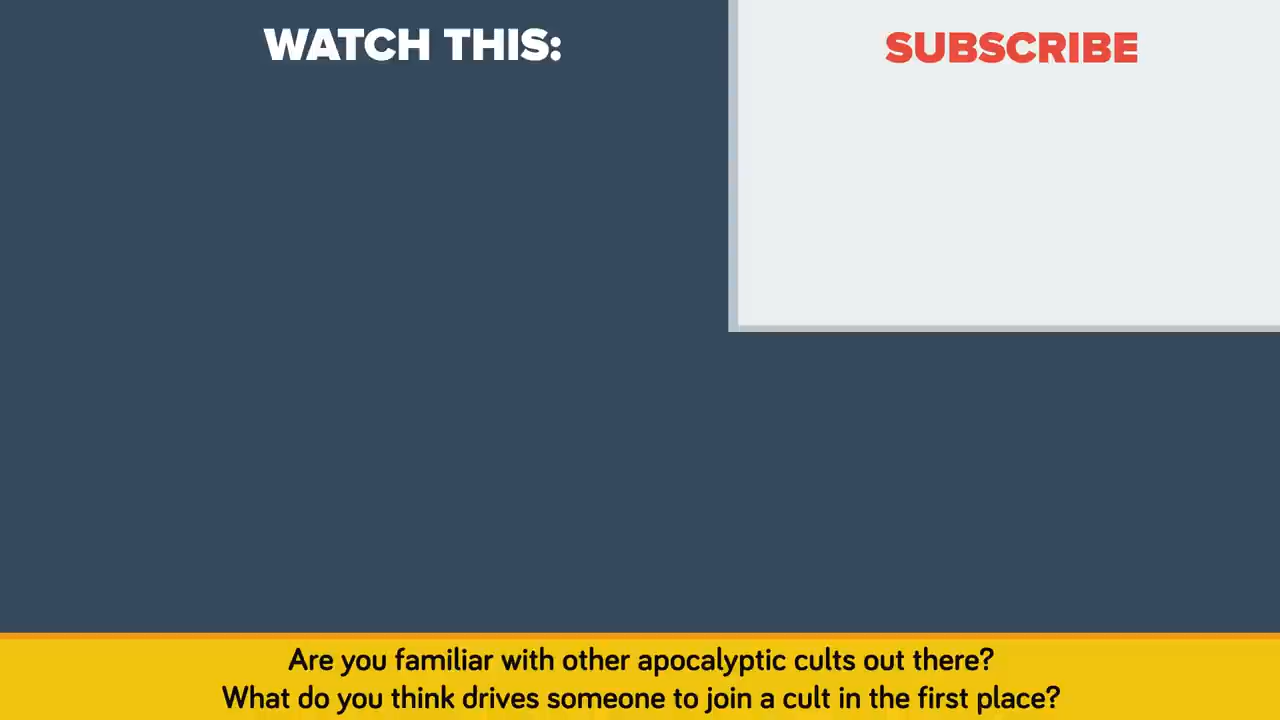 WATCH THIS:
SUBSCRIBE
Are you familiar with other apocalyptic cults out there?
What do you think drives someone to join a cult in the first place?